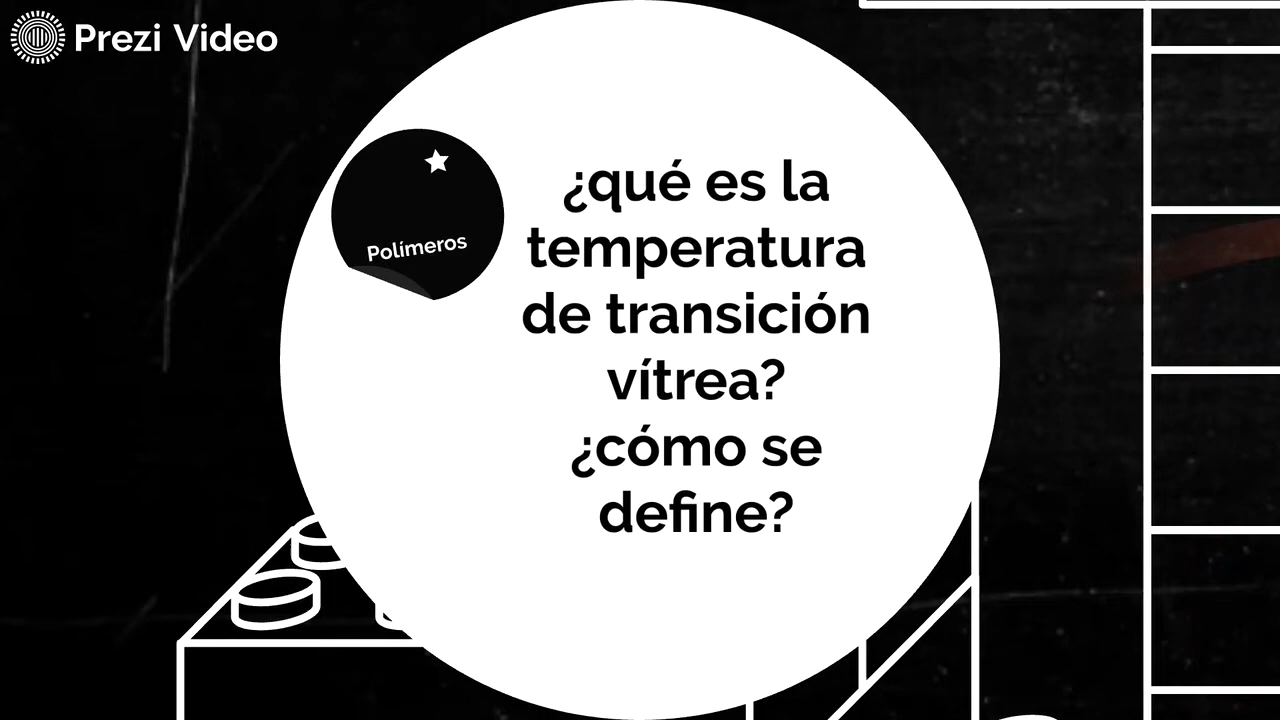 Prezi Video
Polímeros
¿qué es la
temperatura
de transición
vítrea?
¿cómo se
define?